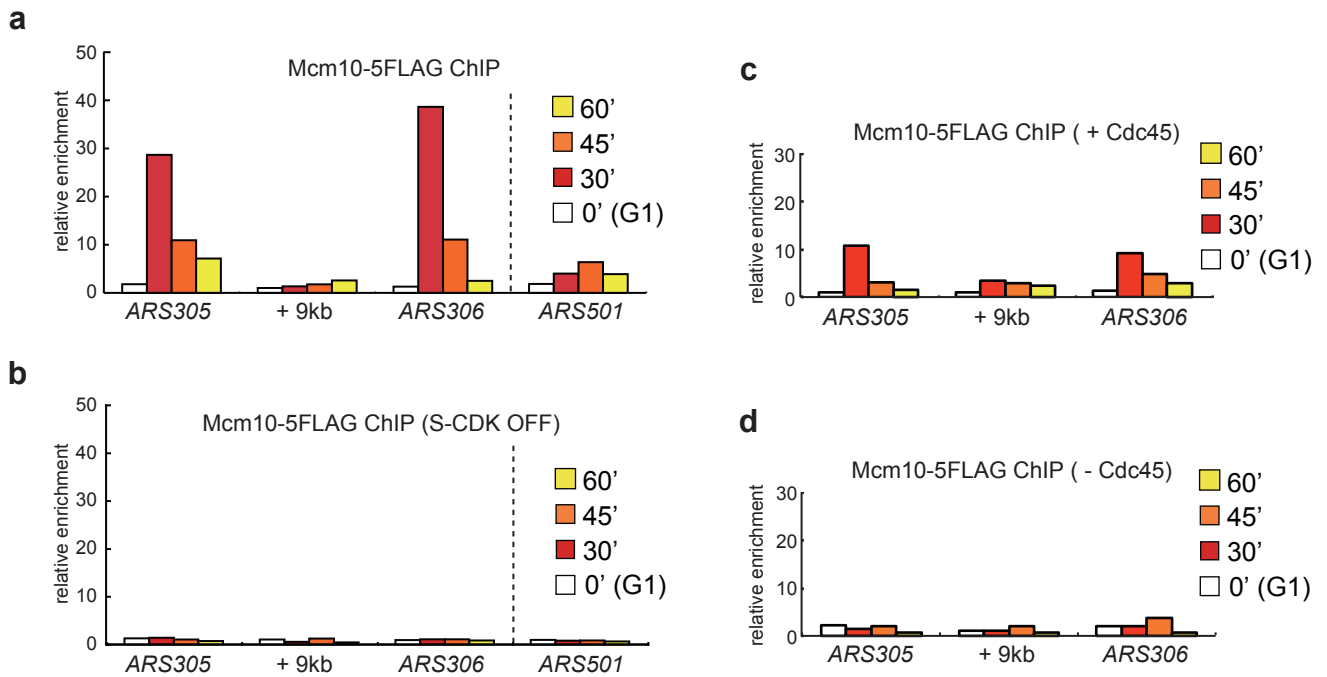 a
Mcm10-5FLAG ChIP
relative enrichment
50
40
30
20
10
0
60'
45'
30'
0' (G1)
ARS305
+ 9kb
ARS306
ARS501
b
Mcm10-5FLAG ChIP (S-CDK OFF)
relative enrichment
50
40
30
20
10
0
60'
45'
30'
0' (G1)
ARS305
+ 9kb
ARS306
ARS501
c
Mcm10-5FLAG ChIP ( + Cdc45)
relative enrichment
30
20
10
0
60'
45'
30'
0' (G1)
ARS305
+ 9kb
ARS306
d
Mcm10-5FLAG ChIP ( - Cdc45)
relative enrichment
30
20
10
0
60'
45'
30'
0' (G1)
ARS305
+ 9kb
ARS306